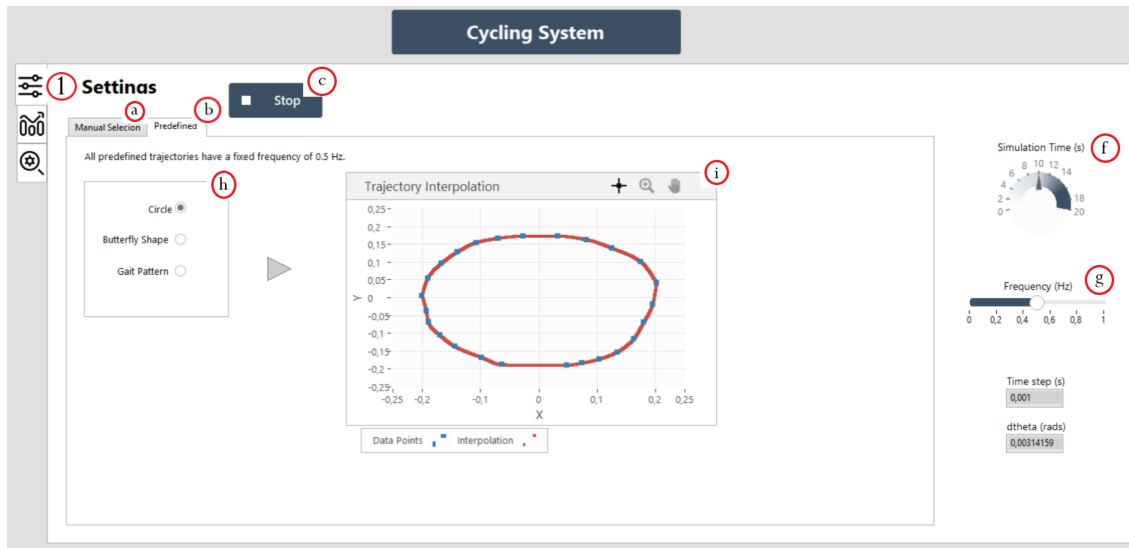 Cycling System
1 Settings
a
b
c
Stop
Manual Selecion
Predefined
All predefined trajectories have a fixed frequency of 0.5 Hz.
h
Circle
Butterfly Shape
Gait Pattern
i
Trajectory Interpolation
0,25
0,2
0,15
0,1
0,05
0
-0,05
-0,1
-0,15
-0,2
-0,25
Y
-0,25 -0,2 -0,1 0 0,1 0,2 0,25
X
Data Points Interpolation
Simulation Time (s) f
0 2 4 6 8 10 12 14 18 20
Frequency (Hz) g
0 0,2 0,4 0,6 0,8 1
Time step (s)
0,001
dtheta (rads)
0,00314159